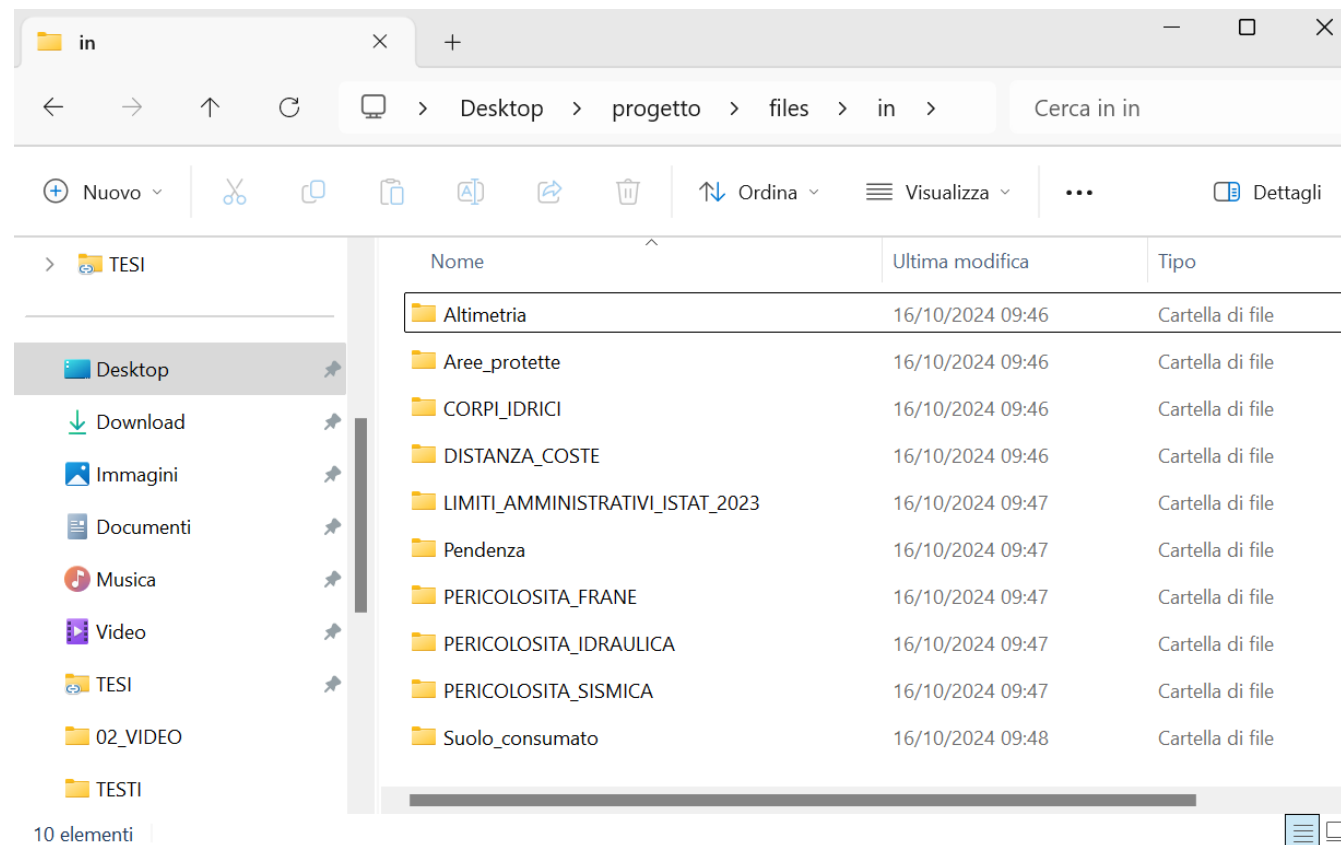 in
Desktop > progetto > files > in > Cerca in in
Nuovo Ordina Visualizza ... Dettagli
TESI
Desktop
Download
Immagini
Documenti
Musica
Video
TESI
02_VIDEO
TESTI
Nome Ultima modifica Tipo
Altimetria 16/10/2024 09:46 Cartella di file
Aree_protette 16/10/2024 09:46 Cartella di file
CORPI_IDRICI 16/10/2024 09:46 Cartella di file
DISTANZA_COSTE 16/10/2024 09:46 Cartella di file
LIMITI_AMMINISTRATIVI_ISTAT_2023 16/10/2024 09:47 Cartella di file
Pendenza 16/10/2024 09:47 Cartella di file
PERICOLOSITA_FRANE 16/10/2024 09:47 Cartella di file
PERICOLOSITA_IDRAULICA 16/10/2024 09:47 Cartella di file
PERICOLOSITA_SISMICA 16/10/2024 09:47 Cartella di file
Suolo_consumato 16/10/2024 09:48 Cartella di file
10 elementi